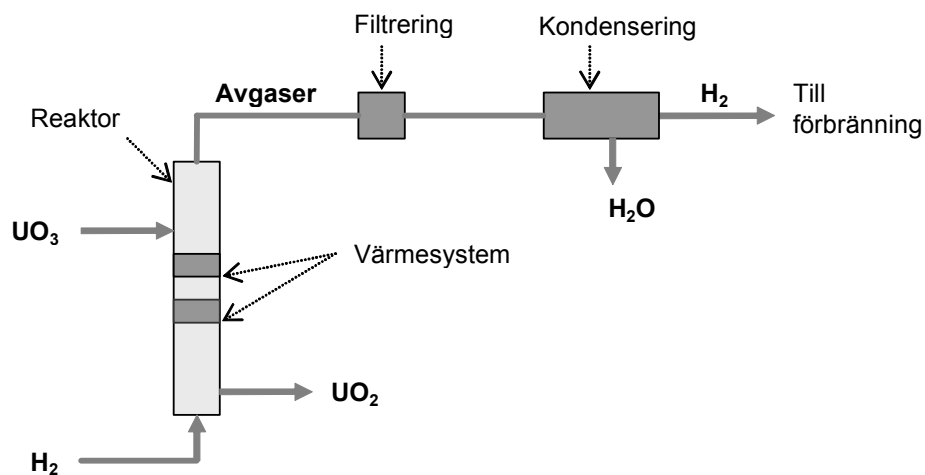 Filtrering
Kondensering
Avgaser
H₂
Till
förbränning
Reaktor
H₂O
UO₃
Värmesystem
UO₂
H₂